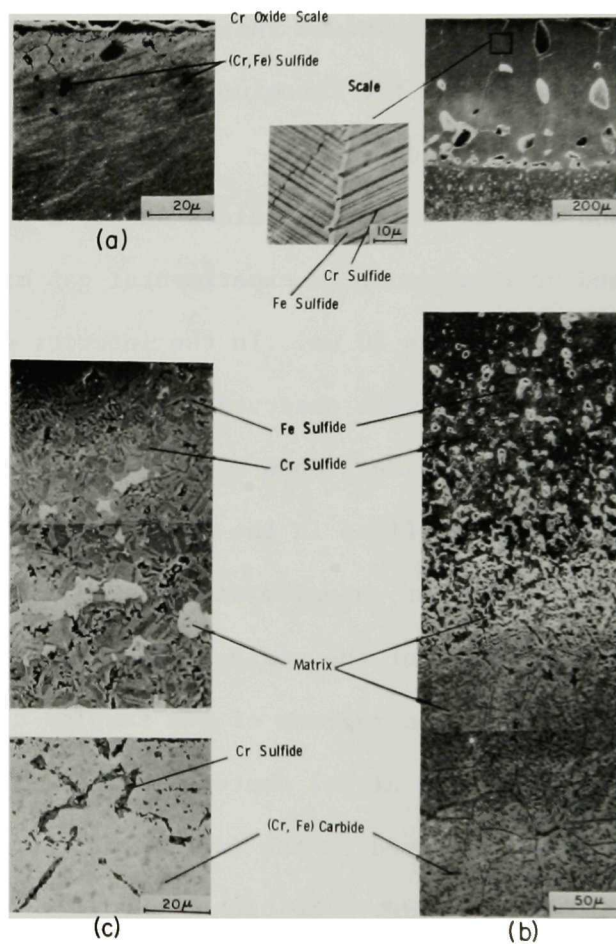 Cr Oxide Scale
(Cr, Fe) Sulfide
Scale
20μ
200μ
(a)
10μ
Cr Sulfide
Fe Sulfide
Fe Sulfide
Cr Sulfide
Matrix
Cr Sulfide
(Cr, Fe) Carbide
20μ
50μ
(c)
(b)